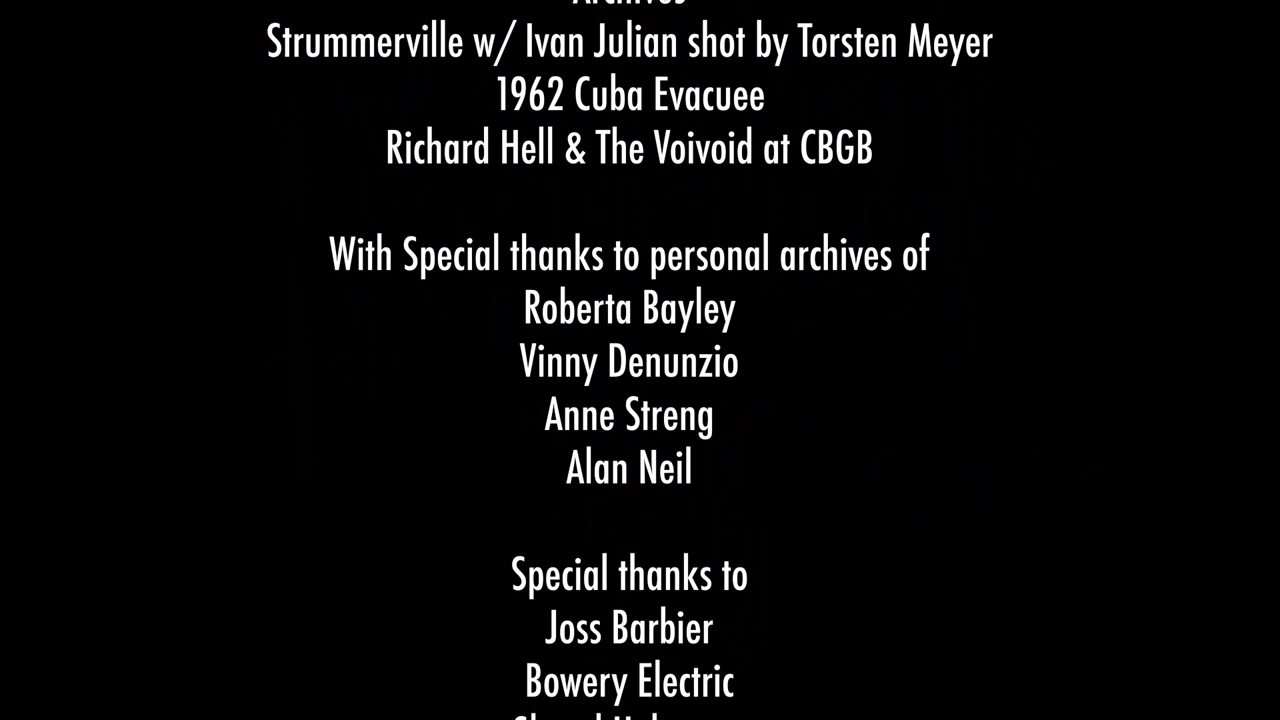 Archives
Strummerville w/ Ivan Julian shot by Torsten Meyer
1962 Cuba Evacuee
Richard Hell & The Voivoid at CBGB
With Special thanks to personal archives of
Roberta Bayley
Vinny Denunzio
Anne Streng
Alan Neil
Special thanks to
Joss Barbier
Bowery Electric